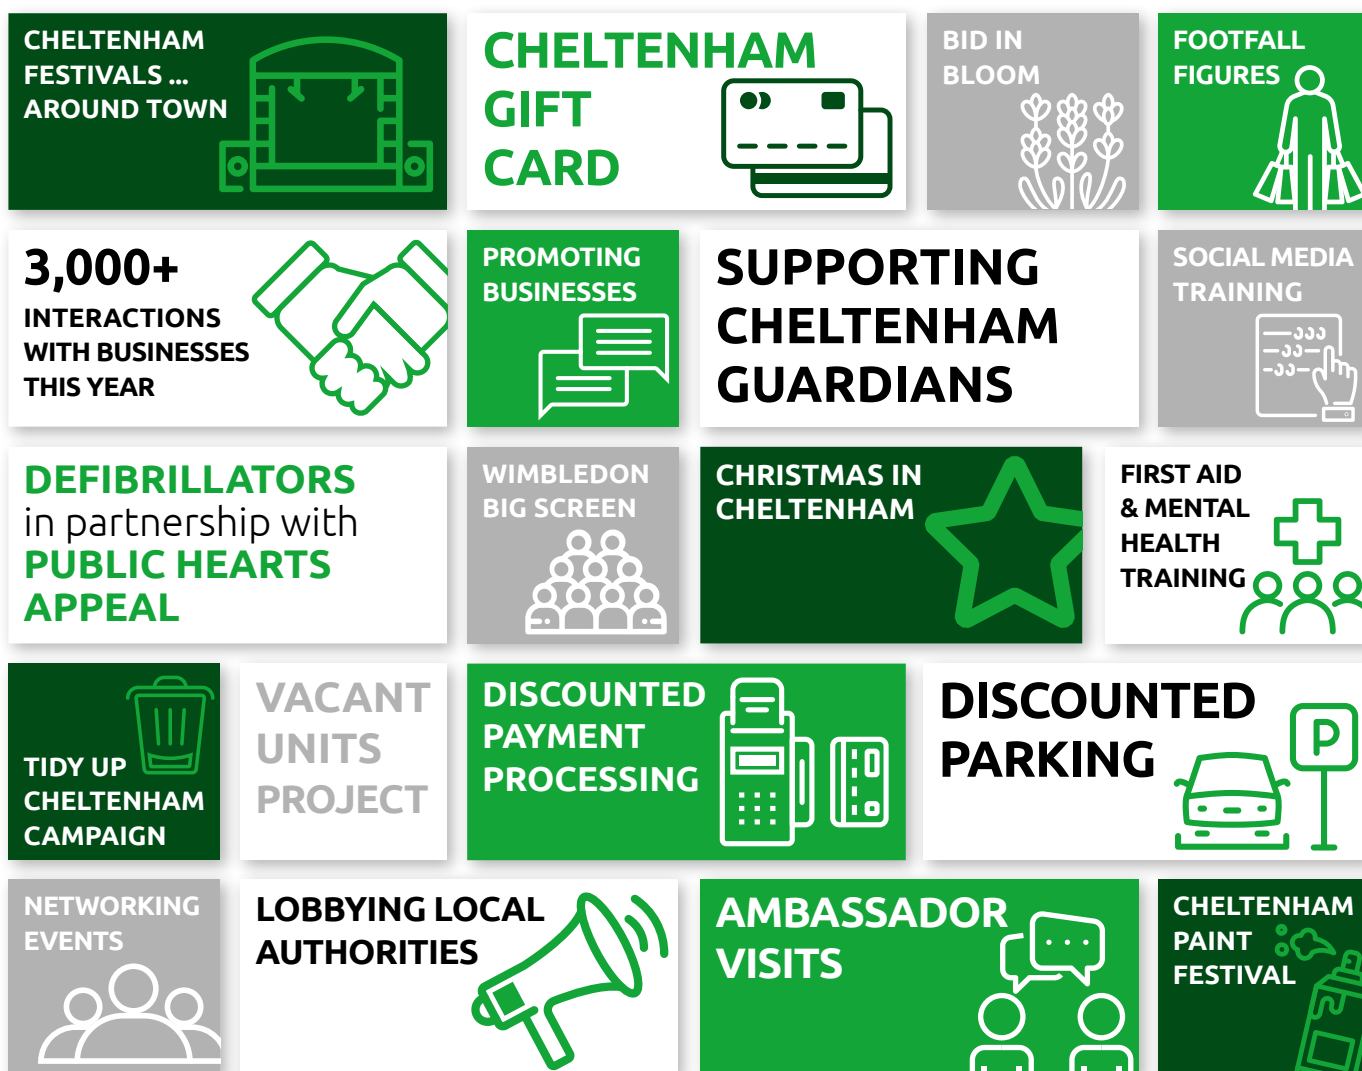 CHELTENHAM
FESTIVALS ...
AROUND TOWN
CHELTENHAM
GIFT
CARD
BID IN
BLOOM
FOOTFALL
FIGURES
3,000+
INTERACTIONS
WITH BUSINESSES
THIS YEAR
PROMOTING
BUSINESSES
SUPPORTING
CHELTENHAM
GUARDIANS
SOCIAL MEDIA
TRAINING
DEFIBRILLATORS
in partnership with
PUBLIC HEARTS
APPEAL
WIMBLEDON
BIG SCREEN
CHRISTMAS IN
CHELTENHAM
FIRST AID
& MENTAL
HEALTH
TRAINING
TIDY UP
CHELTENHAM
CAMPAIGN
VACANT
UNITS
PROJECT
DISCOUNTED
PAYMENT
PROCESSING
DISCOUNTED
PARKING
P
NETWORKING
EVENTS
LOBBYING LOCAL
AUTHORITIES
AMBASSADOR
VISITS
CHELTENHAM
PAINT
FESTIVAL